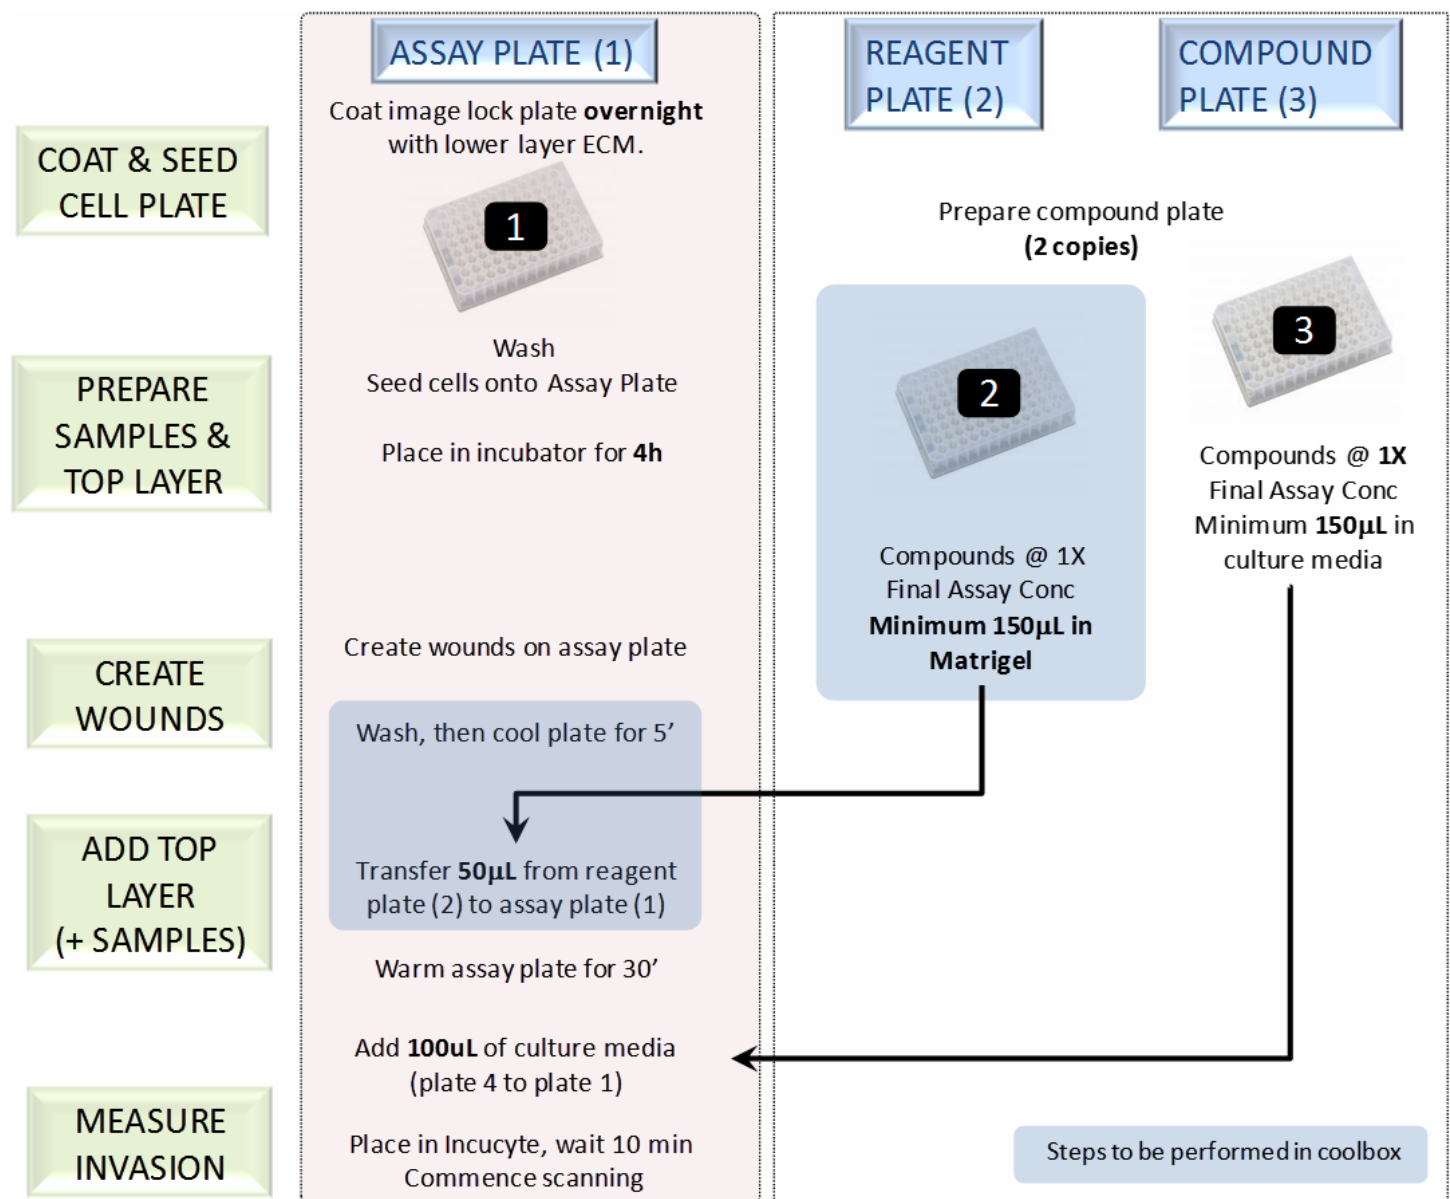 ASSAY PLATE (1)
REAGENT
PLATE (2)
COMPOUND
PLATE (3)
COAT & SEED
CELL PLATE
Coat image lock plate overnight
with lower layer ECM.
1
Prepare compound plate
(2 copies)
2
3
PREPARE
SAMPLES &
TOP LAYER
Wash
Seed cells onto Assay Plate
Place in incubator for 4h
Compounds @ 1X
Final Assay Conc
Minimum 150μL in
Matrigel
Compounds @ 1X
Final Assay Conc
Minimum 150μL in
culture media
CREATE
WOUNDS
Create wounds on assay plate
Wash, then cool plate for 5’
ADD TOP
LAYER
(+ SAMPLES)
Transfer 50μL from reagent
plate (2) to assay plate (1)
Warm assay plate for 30’
Add 100uL of culture media
(plate 4 to plate 1)
MEASURE
INVASION
Place in Incucyte, wait 10 min
Commence scanning
Steps to be performed in coolbox